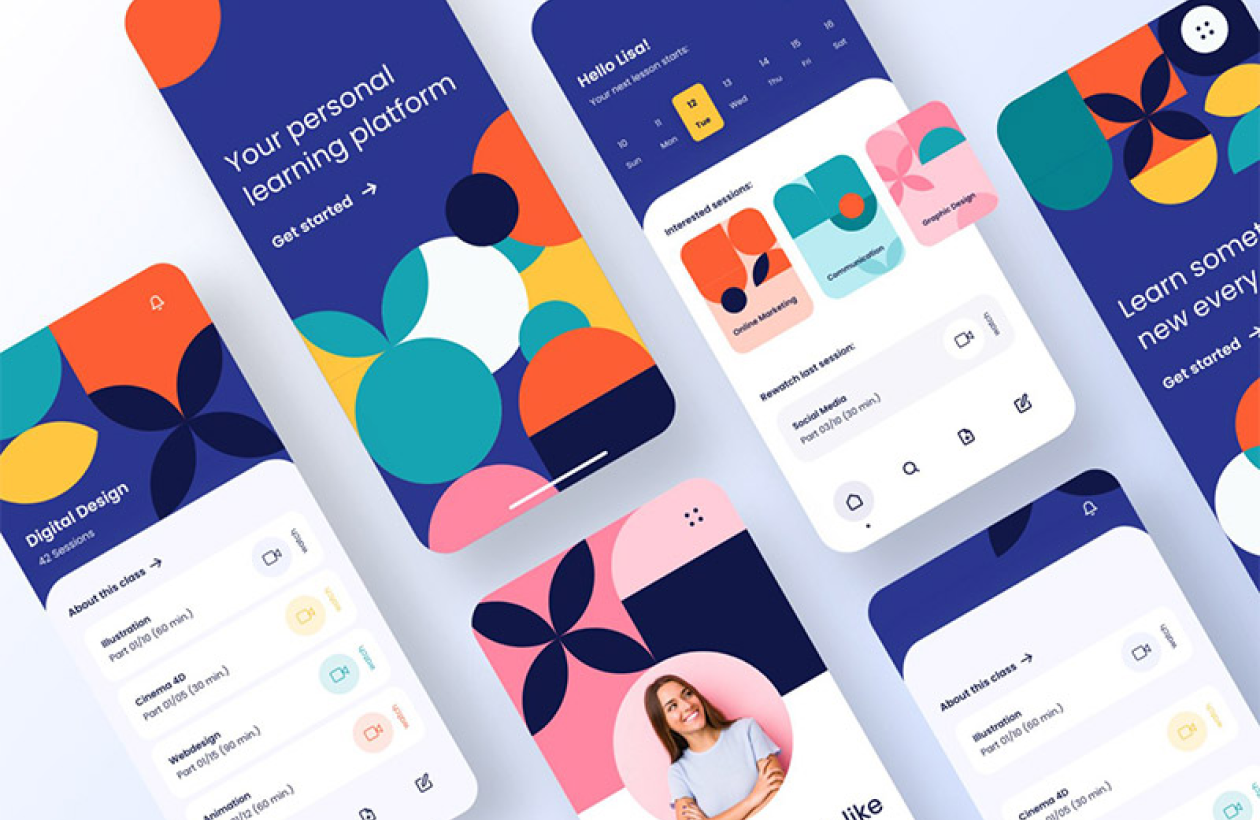 Your personal
learning platform
Get started
Hello Lisa!
Your next lesson starts:
10
Sun
11
Mon
12
Tue
13
Wed
14
Thu
15
Fri
16
Sat
Interested sessions:
Online Marketing
Communication
Graphic Design
Rewatch last session:
Social Media
Part 03/10 (30 min.)
watch
Learn somet
new every
Get started
Digital Design
42 Sessions
About this class
Illustration
Part 01/10 (60 min.)
watch
Cinema 4D
Part 01/05 (30 min.)
watch
Webdesign
Part 01/15 (90 min.)
watch
Animation
01/12 (60 min.)
watch
like
About this class
Illustration
Part 01/10 (60 min.)
watch
Cinema 4D
01/05 (30 min.)
watch